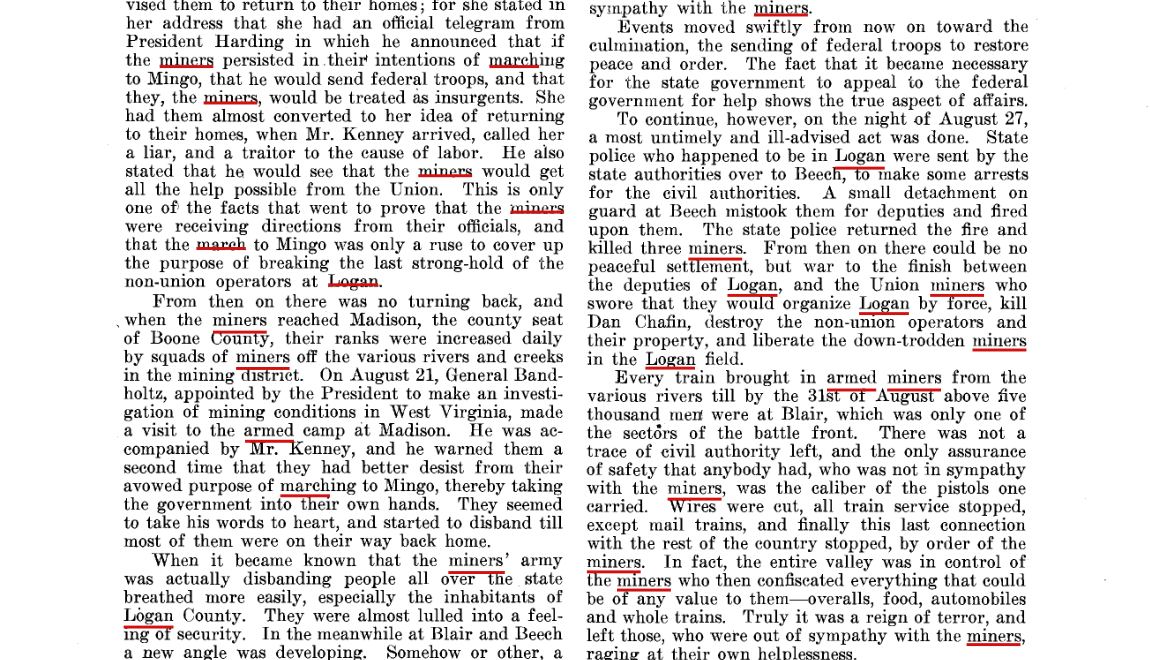 vised them to return to their homes; for she stated in
her address that she had an official telegram from
President Harding in which he announced that if
the miners persisted in their intentions of marching
to Mingo, that he would send federal troops, and that
they, the miners, would be treated as insurgents. She
had them almost converted to her idea of returning
to their homes, when Mr. Kenney arrived, called her
a liar, and a traitor to the cause of labor. He also
stated that he would see that the miners would get
all the help possible from the Union. This is only
one of the facts that went to prove that the miners
were receiving directions from their officials, and
that the march to Mingo was only a ruse to cover up
the purpose of breaking the last strong-hold of the
non-union operators at Logan.
From then on there was no turning back, and
when the miners reached Madison, the county seat
of Boone County, their ranks were increased daily
by squads of miners off the various rivers and creeks
in the mining district. On August 21, General Band-
holtz, appointed by the President to make an investi-
gation of mining conditions in West Virginia, made
a visit to the armed camp at Madison. He was ac-
companied by Mr. Kenney, and he warned them a
second time that they had better desist from their
avowed purpose of marching to Mingo, thereby taking
the government into their own hands. They seemed
to take his words to heart, and started to disband till
most of them were on their way back home.
When it became known that the miners' army
was actually disbanding people all over the state
breathed more easily, especially the inhabitants of
Logan County. They were almost lulled into a feel-
ing of security. In the meanwhile at Blair and Beech
a new angle was developing. Somehow or other, a
sympathy with the miners.
Events moved swiftly from now on toward the
culmination, the sending of federal troops to restore
peace and order. The fact that it became necessary
for the state government to appeal to the federal
government for help shows the true aspect of affairs.
To continue, however, on the night of August 27,
a most untimely and ill-advised act was done. State
police who happened to be in Logan were sent by the
state authorities over to Beech, to make some arrests
for the civil authorities. A small detachment on
guard at Beech mistook them for deputies and fired
upon them. The state police returned the fire and
killed three miners. From then on there could be no
peaceful settlement, but war to the finish between
the deputies of Logan, and the Union miners who
swore that they would organize Logan by force, kill
Dan Chafin, destroy the non-union operators and
their property, and liberate the down-trodden miners
in the Logan field.
Every train brought in armed miners from the
various rivers till by the 31st of August above five
thousand men were at Blair, which was only one of
the sectors of the battle front. There was not a
trace of civil authority left, and the only assurance
of safety that anybody had, who was not in sympathy
with the miners, was the caliber of the pistols one
carried. Wires were cut, all train service stopped,
except mail trains, and finally this last connection
with the rest of the country stopped, by order of the
miners. In fact, the entire valley was in control of
the miners who then confiscated everything that could
be of any value to them—overalls, food, automobiles
and whole trains. Truly it was a reign of terror, and
left those, who were out of sympathy with the miners,
raging at their own helplessness.